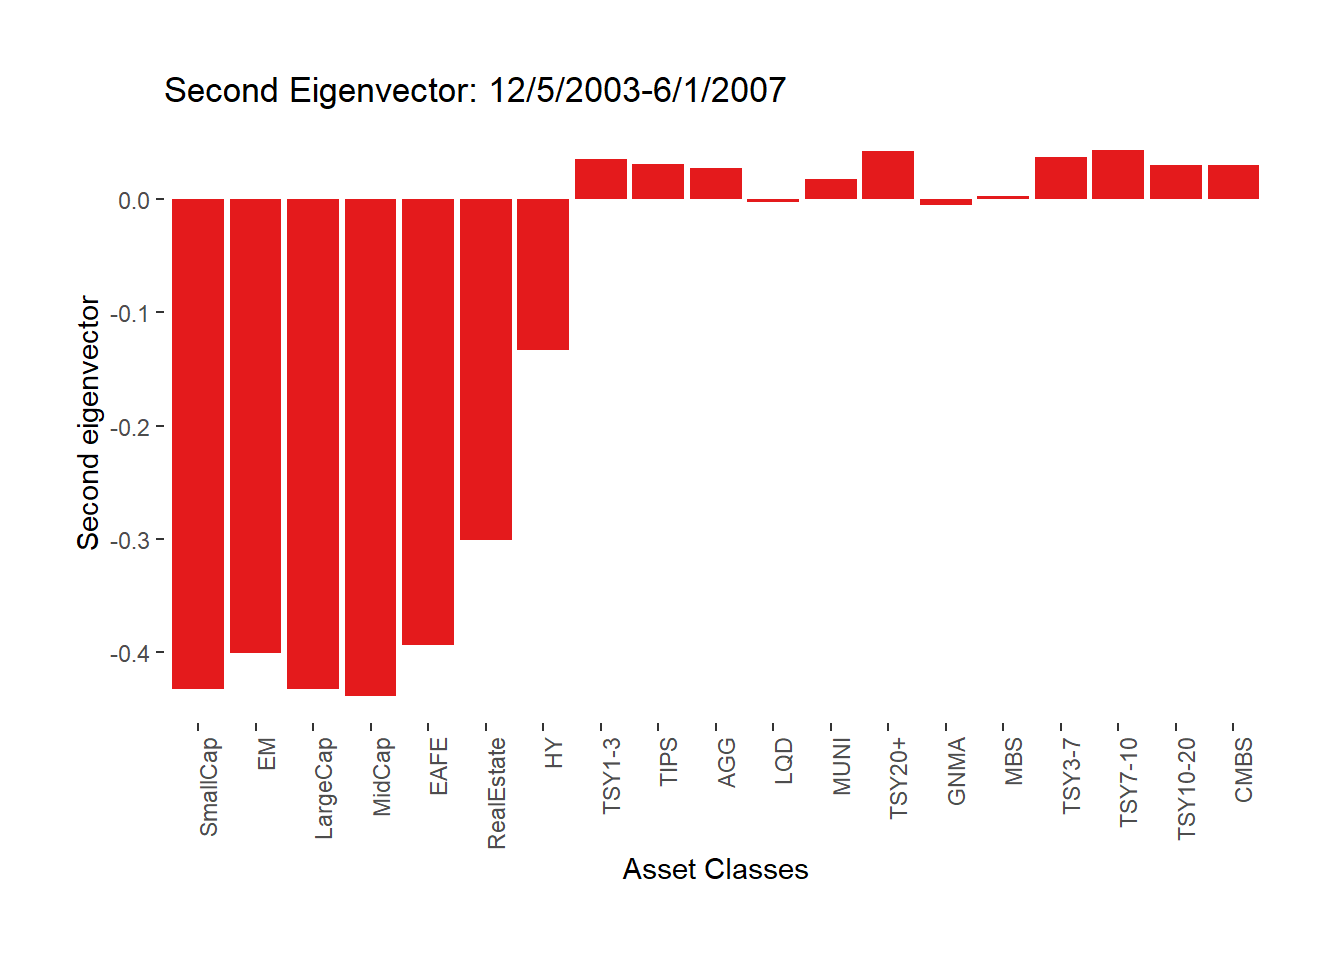 Second Eigenvector: 12/5/2003-6/1/2007
Second eigenvector
0.0
-0.1
-0.2
-0.3
-0.4
SmallCap
EM
LargeCap
MidCap
EAFE
RealEstate
HY
TSY1-3
TIPS
AGG
LQD
MUNI
TSY20+
GNMA
MBS
TSY3-7
TSY7-10
TSY10-20
CMBS
Asset Classes